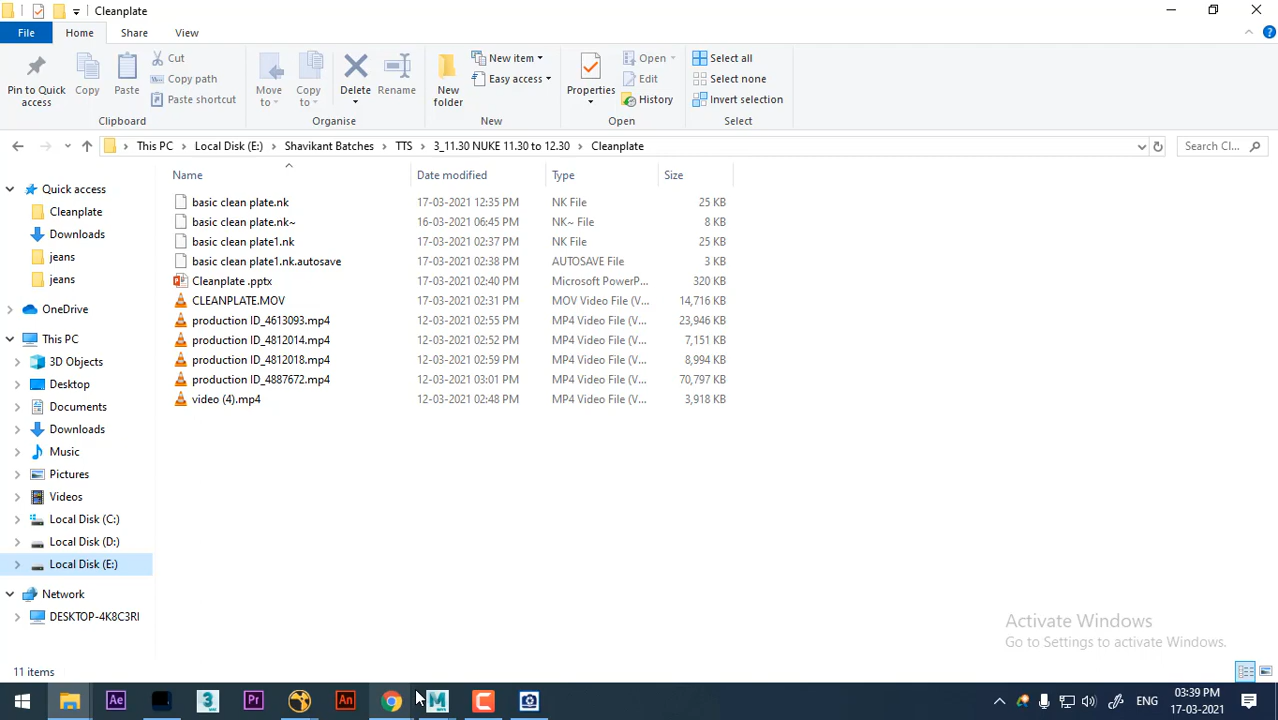 Cleanplate
File Home Share View
Pin to Quick access
Copy
Paste
Cut
Copy path
Paste shortcut
Clipboard
Move to
Copy to
Delete
Rename
Organise
New folder
New item
Easy access
New
Properties
Open
Edit
History
Open
Select all
Select none
Invert selection
Select
This PC Local Disk (E:) Shavikant Batches TTS 3_11.30 NUKE 11.30 to 12.30 Cleanplate
Search Cl...
Quick access
Cleanplate
Downloads
jeans
jeans
OneDrive
This PC
3D Objects
Desktop
Documents
Downloads
Music
Pictures
Videos
Local Disk (C:)
Local Disk (D:)
Local Disk (E:)
Network
DESKTOP-4K8C3RI
Name Date modified Type Size
basic clean plate.nk 17-03-2021 12:35 PM NK File 25 KB
basic clean plate.nk~ 16-03-2021 06:45 PM NK~ File 8 KB
basic clean plate1.nk 17-03-2021 02:37 PM NK File 25 KB
basic clean plate1.nk.autosave 17-03-2021 02:38 PM AUTOSAVE File 3 KB
Cleanplate .pptx 17-03-2021 02:40 PM Microsoft PowerP... 320 KB
CLEANPLATE.MOV 17-03-2021 02:31 PM MOV Video File (V... 14,716 KB
production ID_4613093.mp4 12-03-2021 02:55 PM MP4 Video File (V... 23,946 KB
production ID_4812014.mp4 12-03-2021 02:52 PM MP4 Video File (V... 7,151 KB
production ID_4812018.mp4 12-03-2021 02:59 PM MP4 Video File (V... 8,994 KB
production ID_4887672.mp4 12-03-2021 03:01 PM MP4 Video File (V... 70,797 KB
video (4).mp4 12-03-2021 02:48 PM MP4 Video File (V... 3,918 KB
Activate Windows
Go to Settings to activate Windows.
11 items
Ae 3 Pr An M C
ENG
03:39 PM
17-03-2021